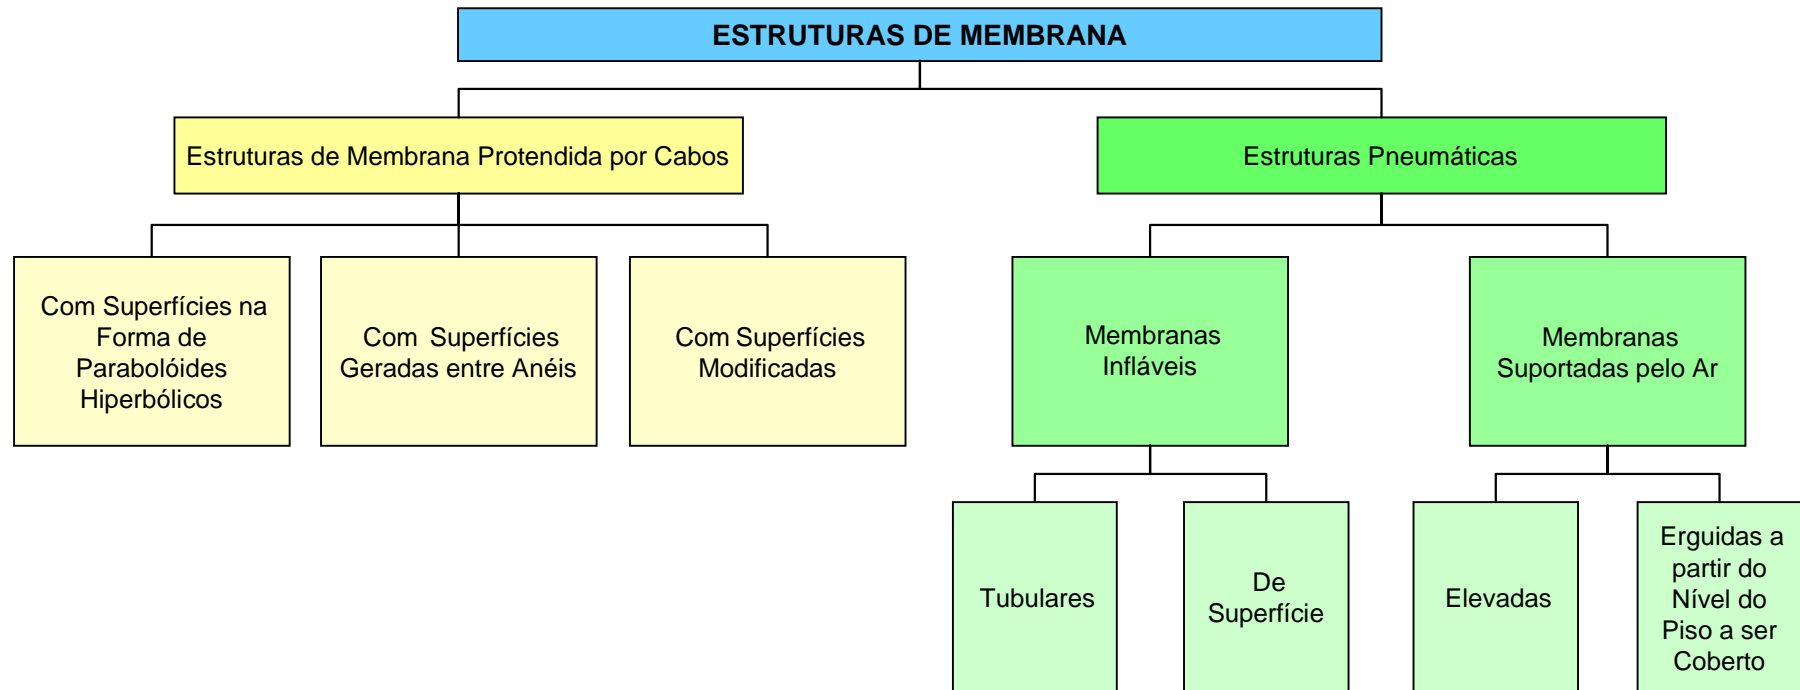 ESTRUTURAS DE MEMBRANA
Estruturas de Membrana Protendida por Cabos
Estruturas Pneumáticas
Com Superfícies na
Forma de
Parabolóides
Hiperbólicos
Com Superfícies
Geradas entre Anéis
Com Superfícies
Modificadas
Membranas
Infláveis
Membranas
Suportadas pelo Ar
Tubulares
De
Superfície
Elevadas
Erguidas a
partir do
Nível do
Piso a ser
Coberto